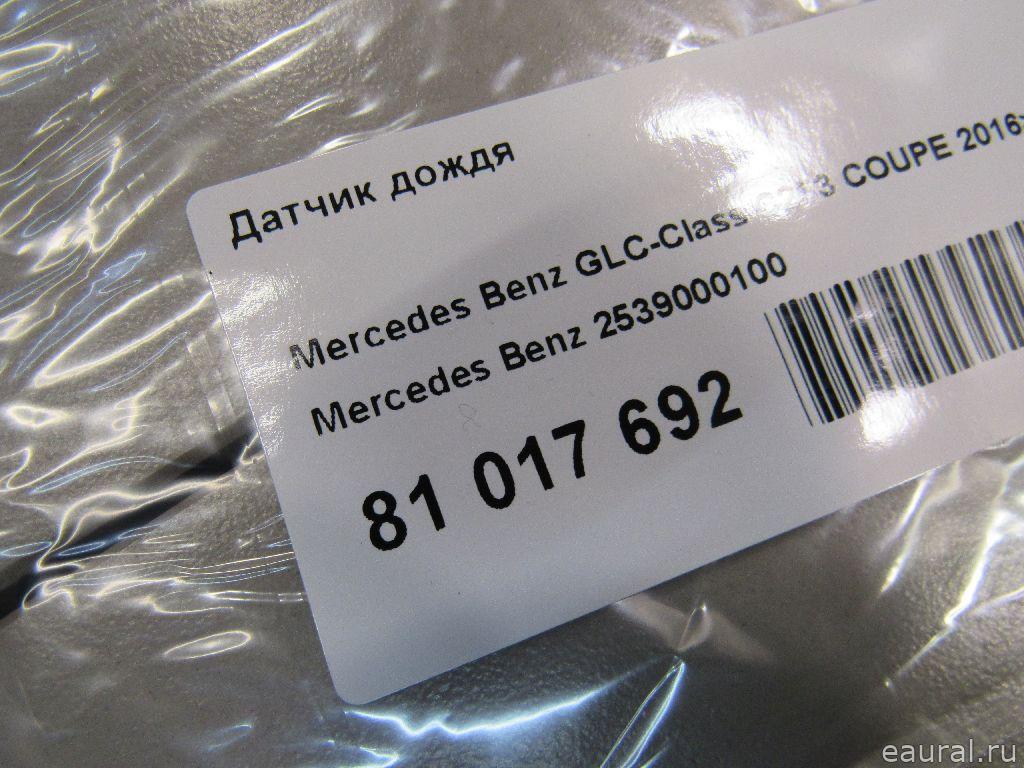 Датчик дождя
Mercedes Benz GLC-Class COUPE 2016>
Mercedes Benz 2539000100
81 017 692
eaural.ru